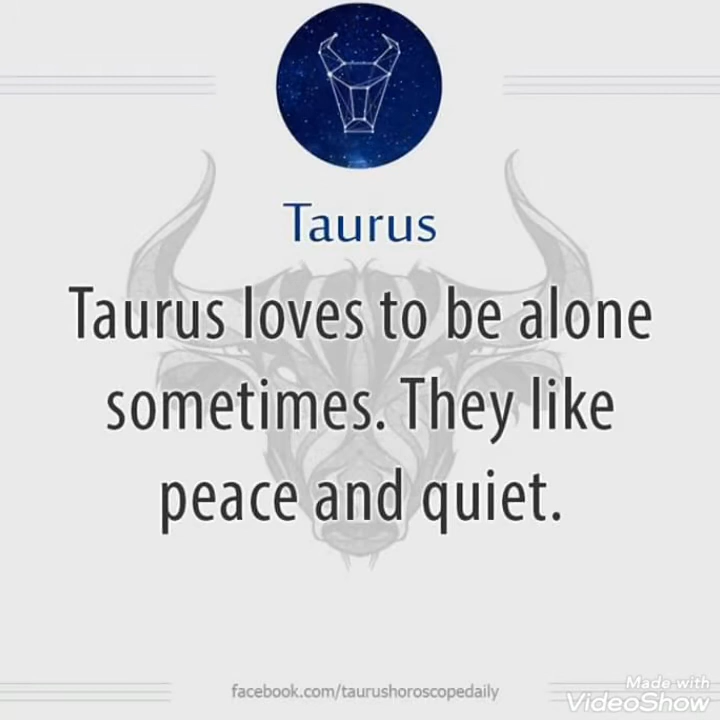 Taurus
Taurus loves to be alone
sometimes. They like
peace and quiet.
facebook.com/taurushoroscopedaily
Made with
VideoShow